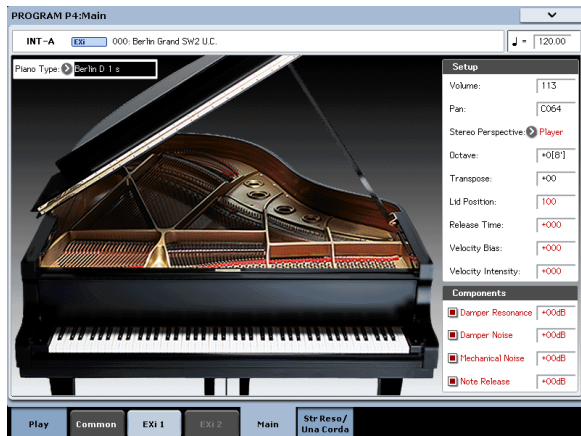 PROGRAM P4:Main
INT-A EXi 000: Berlin Grand SW2 U.C. ♩ = 120.00
Piano Type: Berlin D 1 s
Setup
Volume: 113
Pan: C064
Stereo Perspective: Player
Octave: +0[8']
Transpose: +00
Lid Position: 100
Release Time: +000
Velocity Bias: +000
Velocity Intensity: +000
Components
Damper Resonance +00dB
Damper Noise +00dB
Mechanical Noise +00dB
Note Release +00dB
Play Common EXi 1 EXi 2 Main Str Reso/
Una Corda